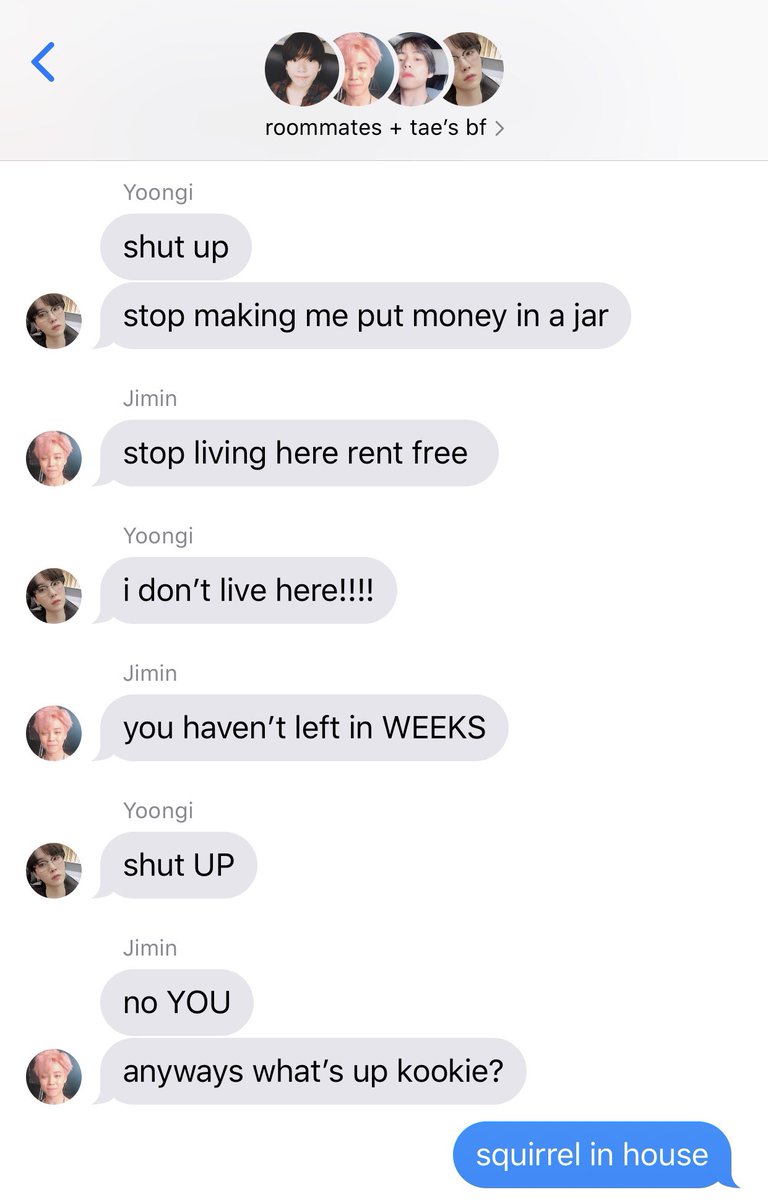 roommates + tae’s bf >
Yoongi
shut up
stop making me put money in a jar
Jimin
stop living here rent free
Yoongi
i don’t live here!!!!
Jimin
you haven’t left in WEEKS
Yoongi
shut UP
Jimin
no YOU
anyways what’s up kookie?
squirrel in house